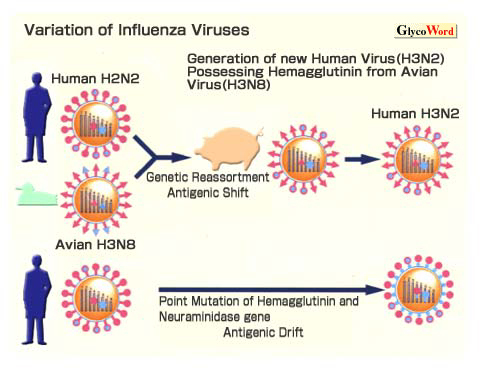 Variation of Influenza Viruses
GlycoWord
Generation of new Human Virus(H3N2)
Possessing Hemagglutinin from Avian
Virus(H3N8)
Human H2N2
Human H3N2
Genetic Reassortment
Antigenic Shift
Avian H3N8
Point Mutation of Hemagglutinin and
Neuraminidase gene
Antigenic Drift